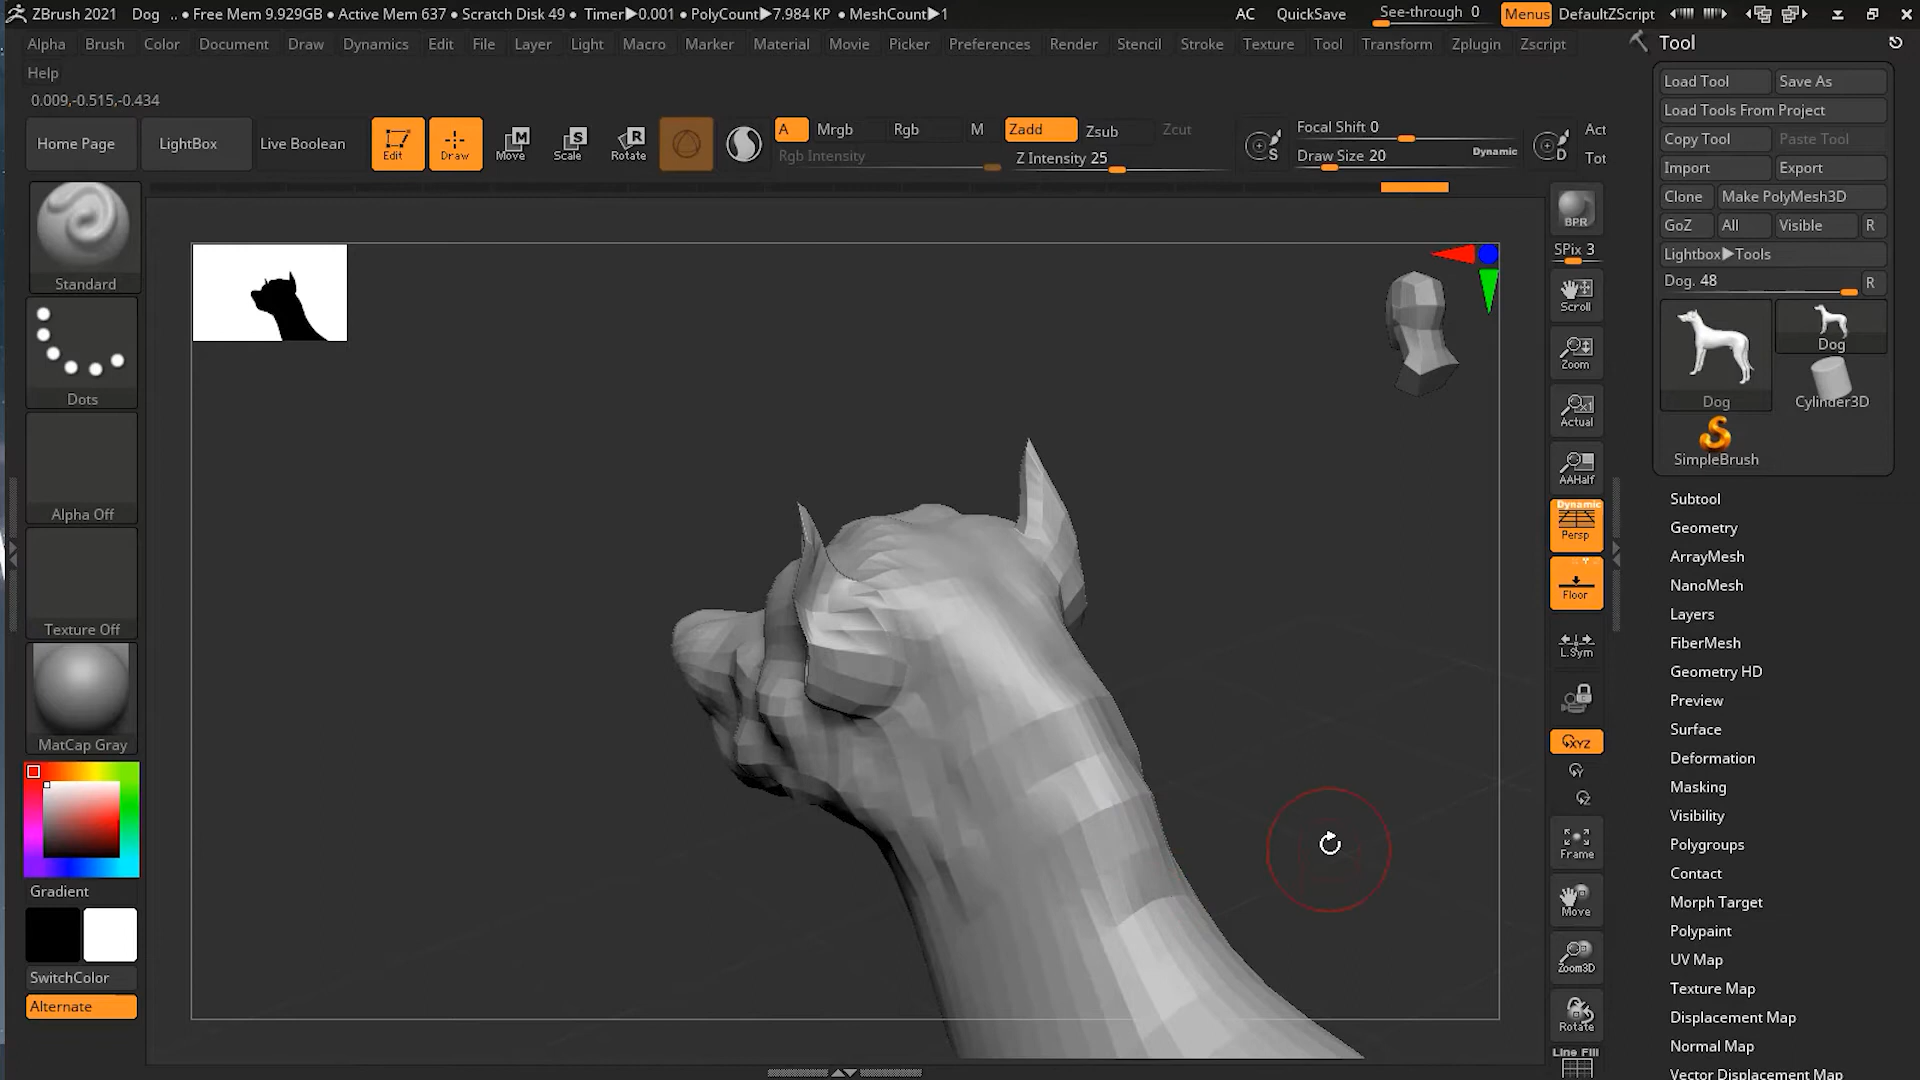 ZBrush 2021 Dog .. • Free Mem 9.929GB • Active Mem 637 • Scratch Disk 49 • Timer▶0.001 • PolyCount▶7.984 KP • MeshCount▶1 AC QuickSave See-through 0 Menus DefaultZScript
Alpha Brush Color Document Draw Dynamics Edit File Layer Light Macro Marker Material Movie Picker Preferences Render Stencil Stroke Texture Tool Transform Zplugin Zscript
Help
0.009,-0.515,-0.434
Home Page LightBox Live Boolean Edit Draw Move Scale Rotate
M S R
A Mrgb Rgb M Zadd Zsub Zcut
Rgb Intensity Z Intensity 25
S Focal Shift 0
Draw Size 20 Dynamic D
Act
Tot
Standard
Dots
Alpha Off
Texture Off
MatCap Gray
Gradient
SwitchColor
Alternate
BPR
SPix 3
Scroll
Zoom
Actual
AAHalf
Dynamic
Persp
Floor
L.Sym
XYZ
Y
Z
Frame
Move
Zoom3D
Rotate
Line Fill
Tool
Load Tool Save As
Load Tools From Project
Copy Tool Paste Tool
Import Export
Clone Make PolyMesh3D
GoZ All Visible R
Lightbox▶Tools
Dog. 48 R
Dog
Dog
Cylinder3D
SimpleBrush
Subtool
Geometry
ArrayMesh
NanoMesh
Layers
FiberMesh
Geometry HD
Preview
Surface
Deformation
Masking
Visibility
Polygroups
Contact
Morph Target
Polypaint
UV Map
Texture Map
Displacement Map
Normal Map
Vector Displacement Map